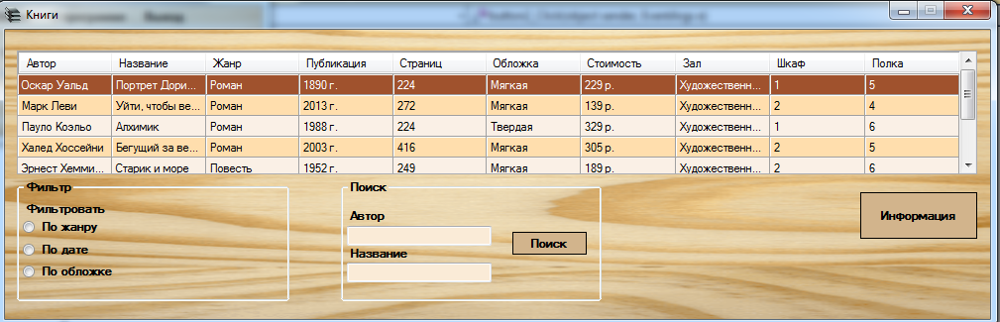 Книги
Автор Название Жанр Публикация Страниц Обложка Стоимость Зал Шкаф Полка
Оскар Уальд Портрет Дори... Роман 1890 г. 224 Мягкая 229 р. Художественн... 1 5
Марк Леви Уйти, чтобы ве... Роман 2013 г. 272 Мягкая 139 р. Художественн... 2 4
Пауло Коэльо Алхимик Роман 1988 г. 224 Твердая 329 р. Художественн... 1 6
Халед Хоссейни Бегущий за ве... Роман 2003 г. 416 Мягкая 305 р. Художественн... 2 5
Эрнест Хемми... Старик и море Повесть 1952 г. 249 Мягкая 189 р. Художественн... 2 6
Фильтр Поиск
Фильтровать Автор Информация
По жанру
По дате Поиск
По обложке Название